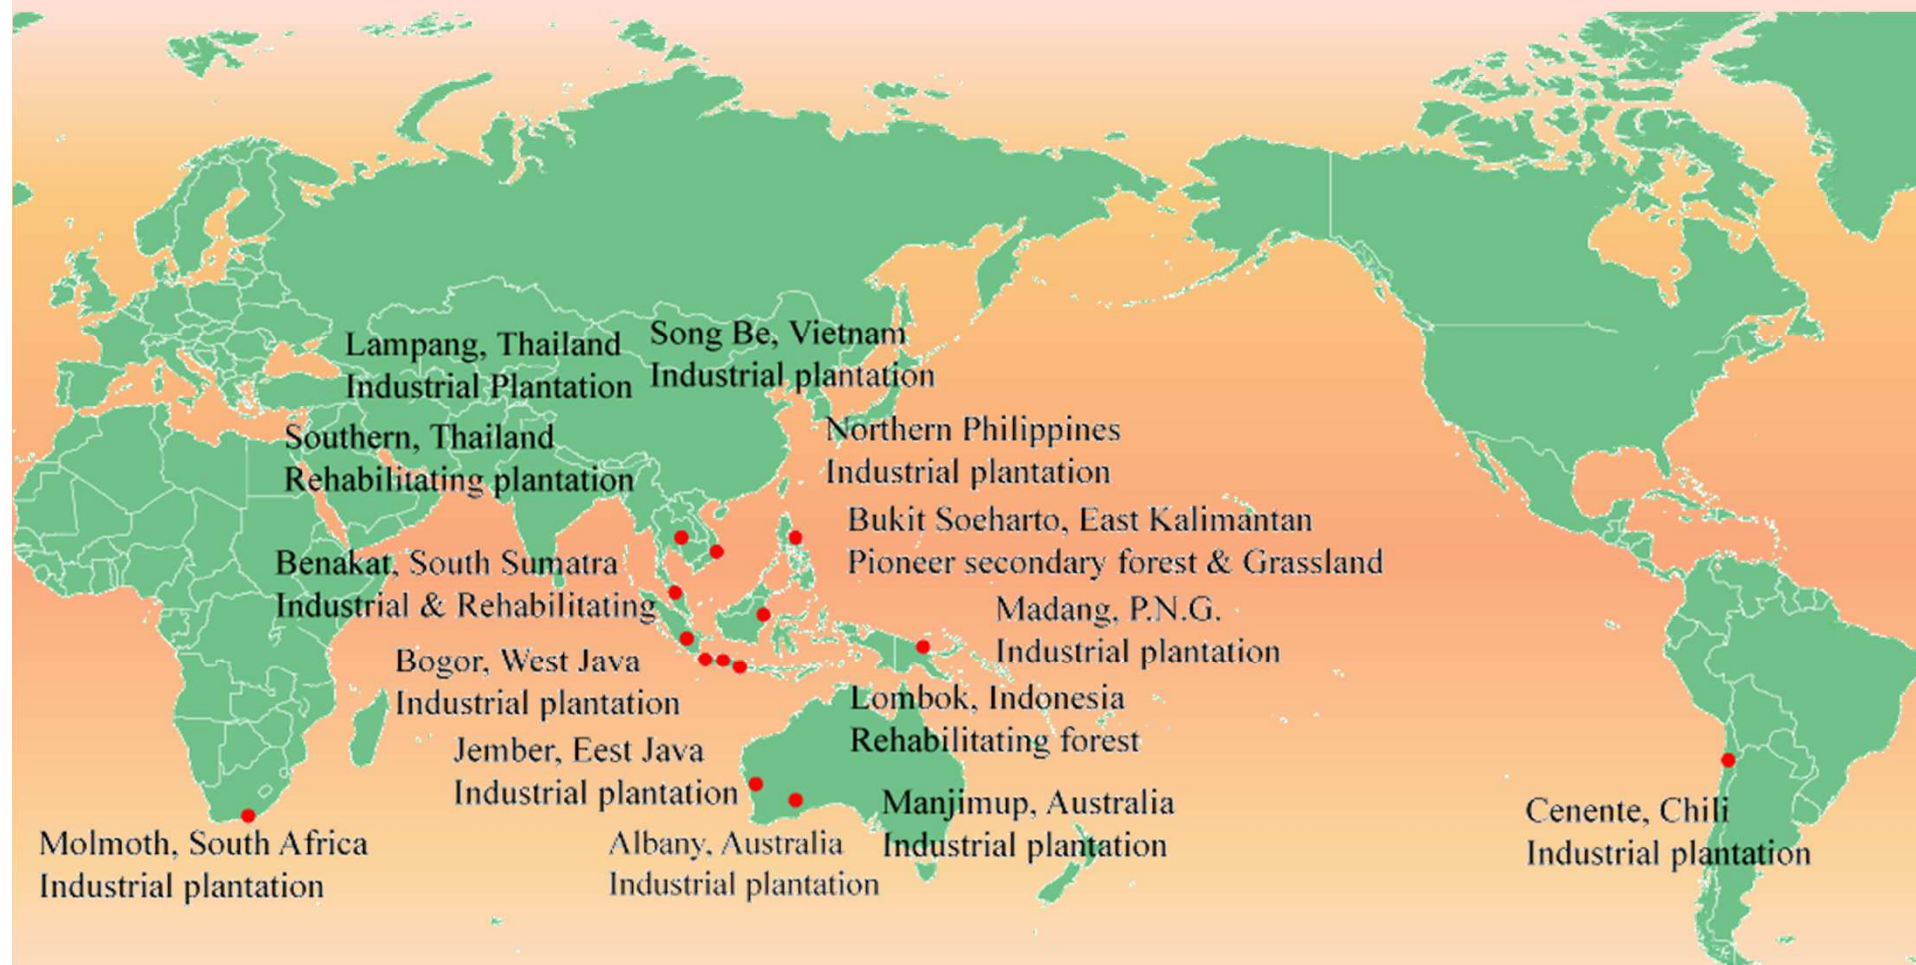 Lampang, Thailand
Industrial Plantation
Song Be, Vietnam
Industrial plantation
Southern, Thailand
Rehabilitating plantation
Northern Philippines
Industrial plantation
Bukit Soeharto, East Kalimantan
Pioneer secondary forest & Grassland
Benakat, South Sumatra
Industrial & Rehabilitating
Madang, P.N.G.
Industrial plantation
Bogor, West Java
Industrial plantation
Lombok, Indonesia
Rehabilitating forest
Jember, Eest Java
Industrial plantation
Manjimup, Australia
Industrial plantation
Cenente, Chili
Industrial plantation
Molmoth, South Africa
Industrial plantation
Albany, Australia
Industrial plantation